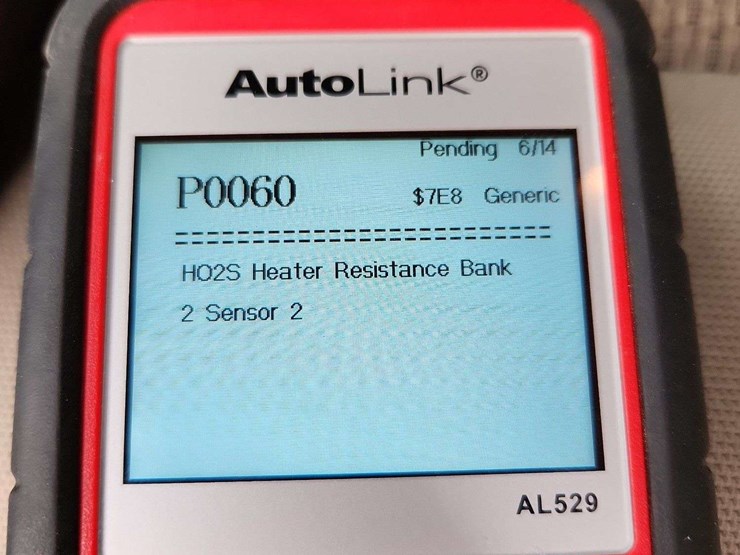 AutoLink®
Pending 6/14
P0060 $7E8 Generic
===============================
HO2S Heater Resistance Bank
2 Sensor 2
AL529